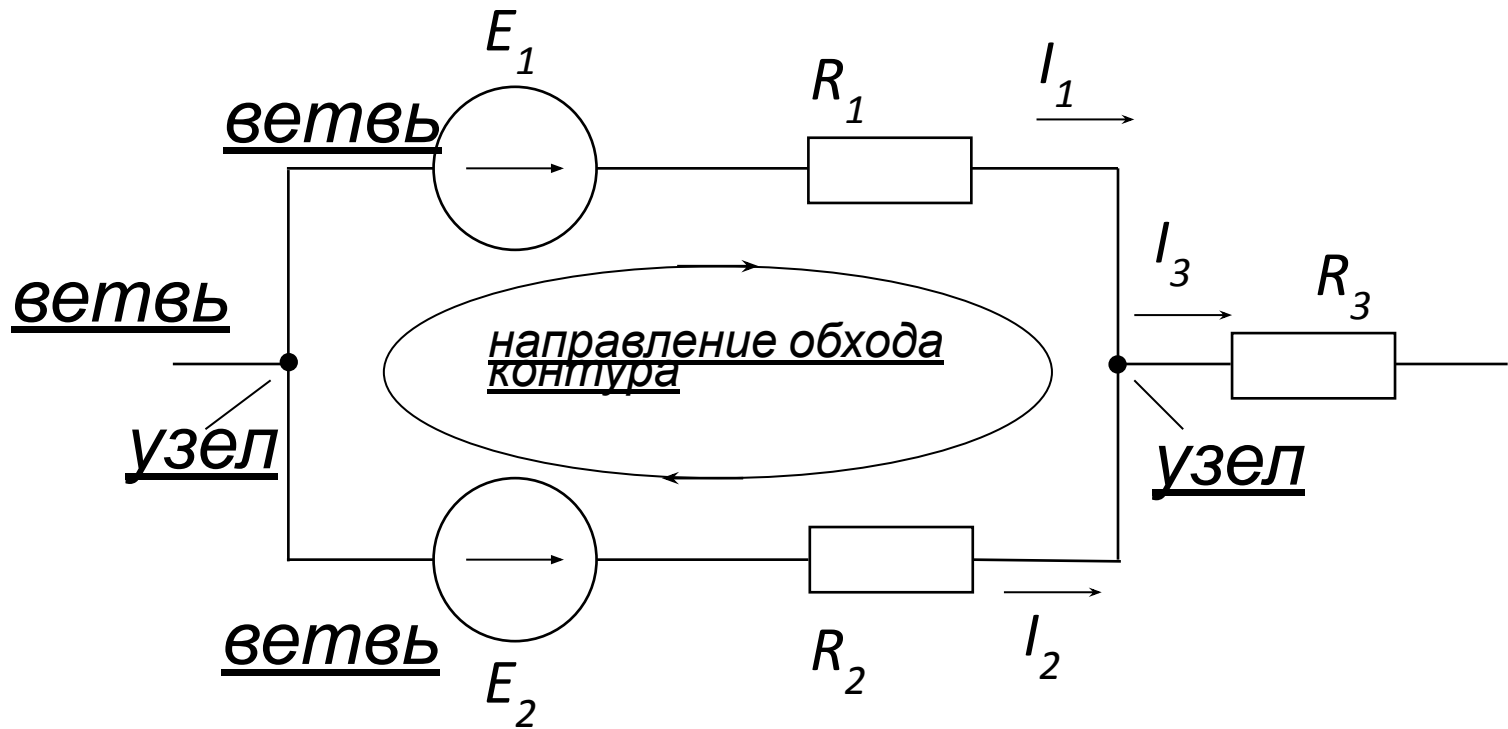 E1
R1
I1
ветвь
I3
R3
ветвь
направление обхода
контура
узел
узел
ветвь
E2
R2
I2